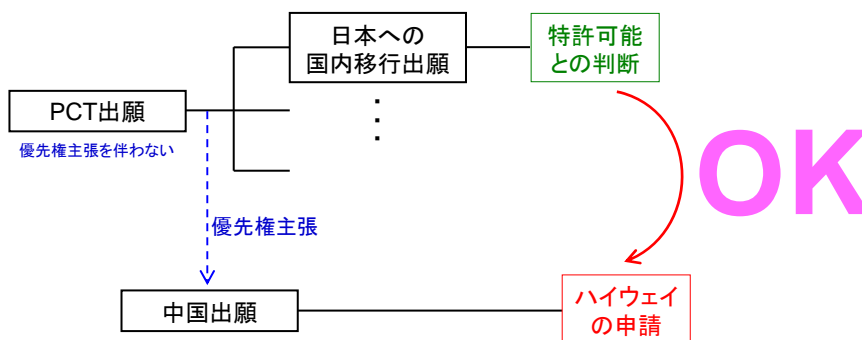 日本への
国内移行出願
特許可能
との判断
PCT出願
優先権主張を伴わない
・
・
・
OK
優先権主張
中国出願
ハイウェイ
の申請